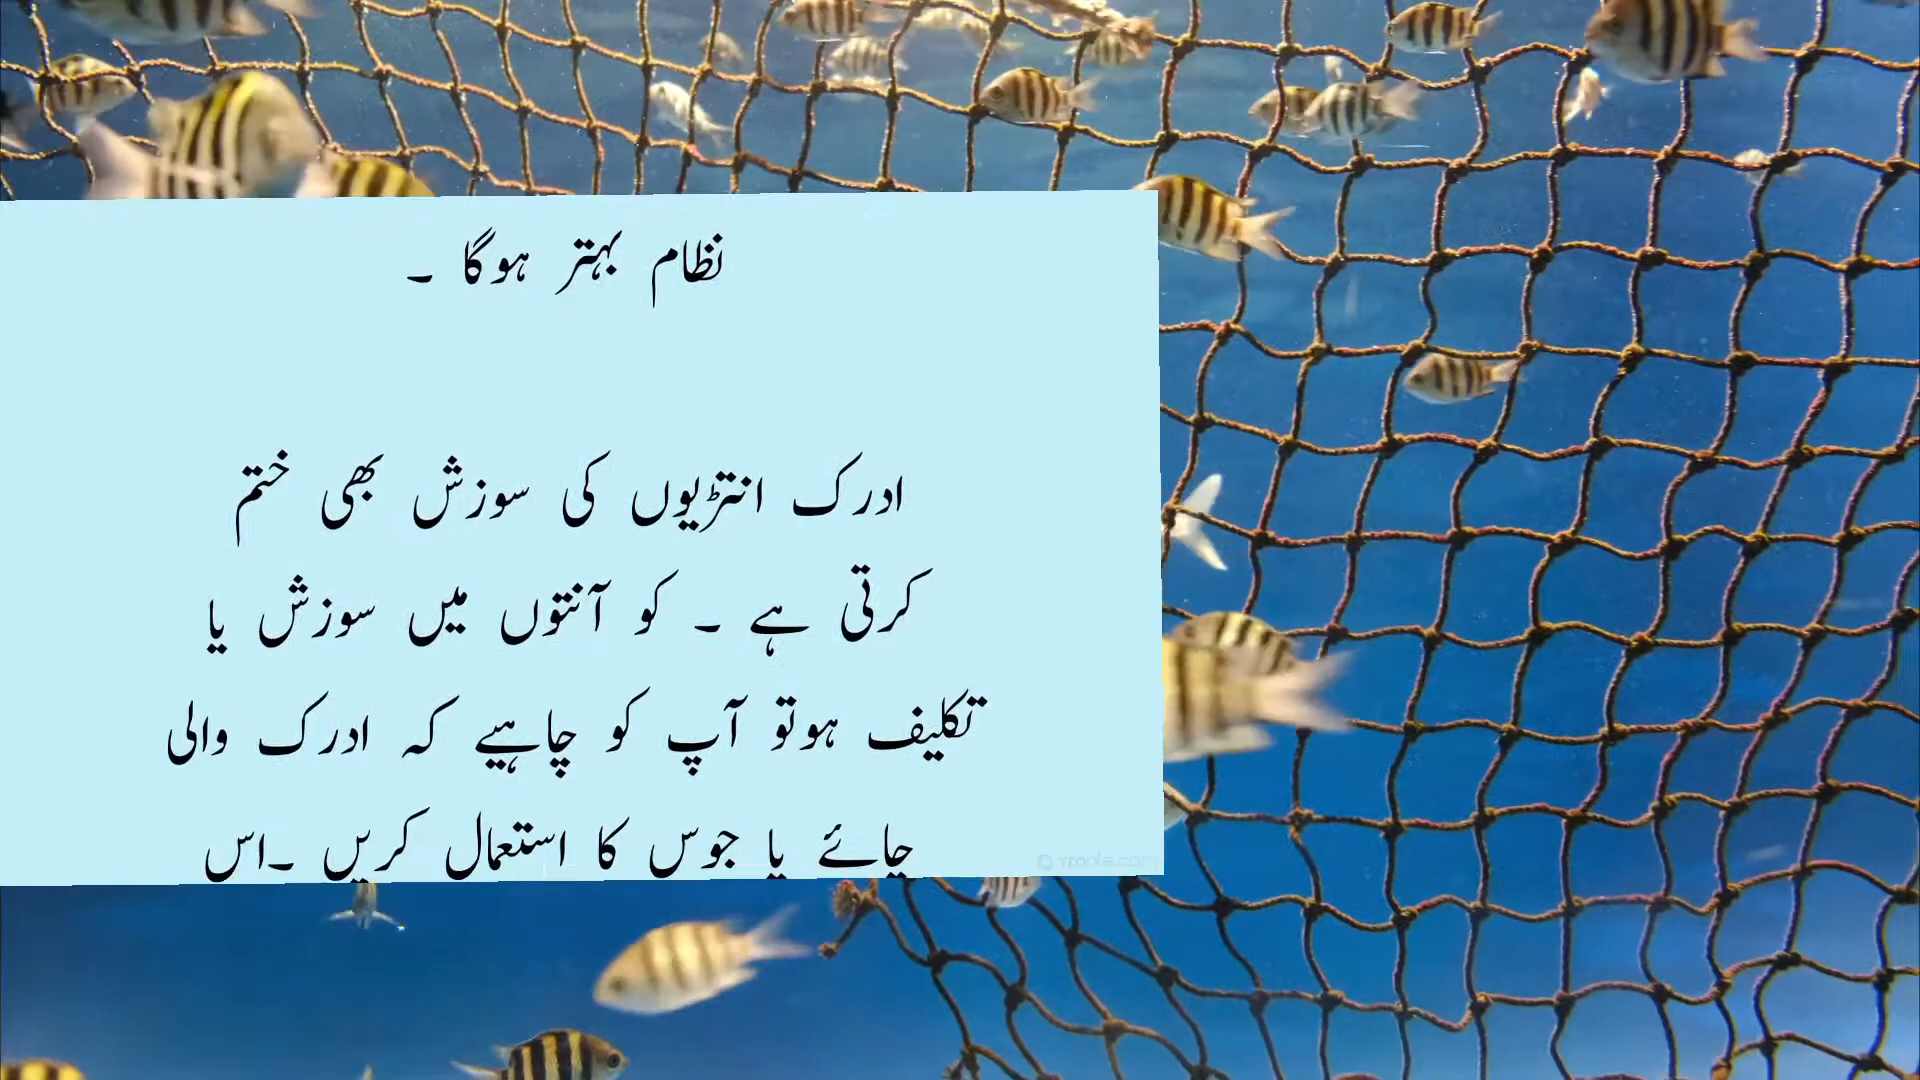 نظام بہتر ہوگا ۔
ادرک انتڑیوں کی سوزش بھی ختم
کرتی ہے ۔ کو آنتوں میں سوزش یا
تکلیف ہوتو آپ کو چاہیے کہ ادرک والی
چائے یا جوس کا استعمال کریں ۔اس